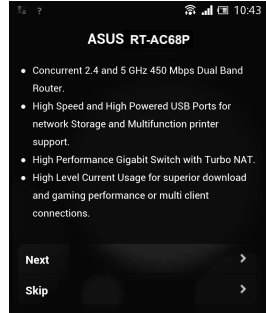 10:43
ASUS RT-AC68P
• Concurrent 2.4 and 5 GHz 450 Mbps Dual Band
Router.
• High Speed and High Powered USB Ports for
network Storage and Multifunction printer
support.
• High Performance Gigabit Switch with Turbo NAT.
• High Level Current Usage for superior download
and gaming performance or multi client
connections.
Next
Skip